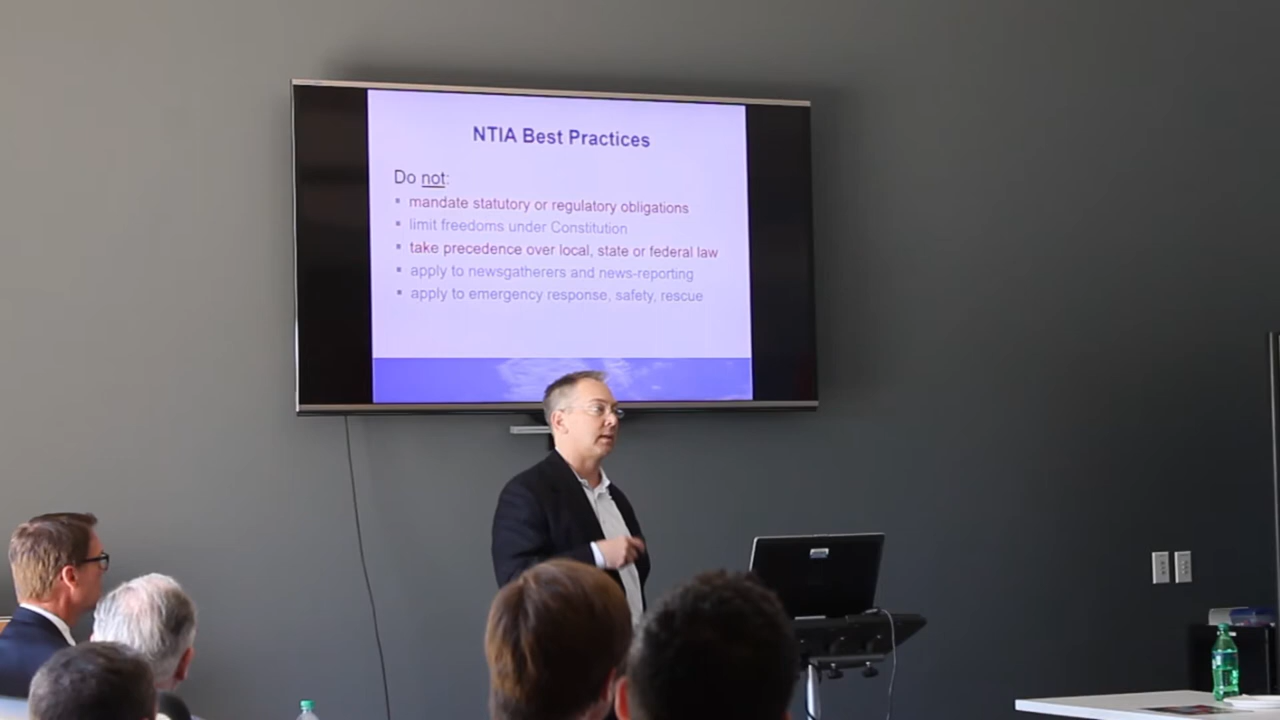 NTIA Best Practices
Do not:
▪ mandate statutory or regulatory obligations
▪ limit freedoms under Constitution
▪ take precedence over local, state or federal law
▪ apply to newsgatherers and news-reporting
▪ apply to emergency response, safety, rescue